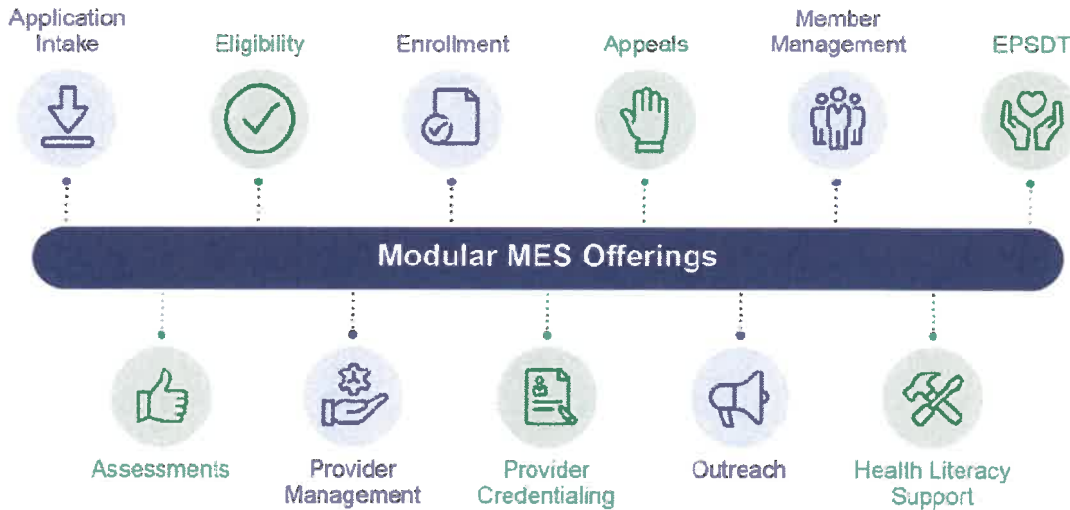 Application
Intake
Eligibility
Enrollment
Appeals
Member
Management
EPSDT
Modular MES Offerings
Assessments
Provider
Management
Provider
Credentialing
Outreach
Health Literacy
Support